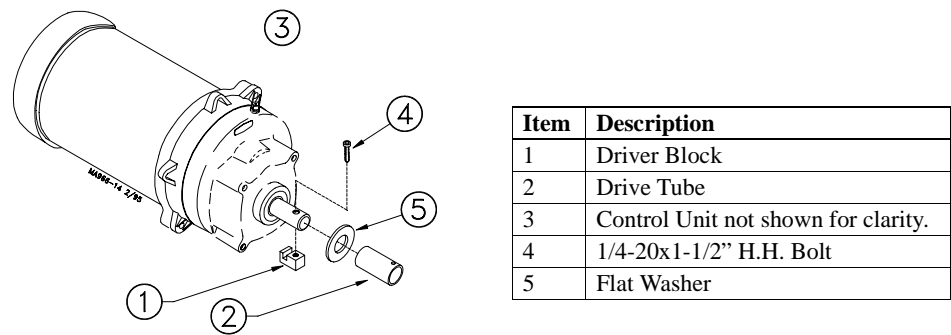 3
4
MA996-14 2/95
5
1
2
Item Description
1 Driver Block
2 Drive Tube
3 Control Unit not shown for clarity.
4 1/4-20x1-1/2” H.H. Bolt
5 Flat Washer